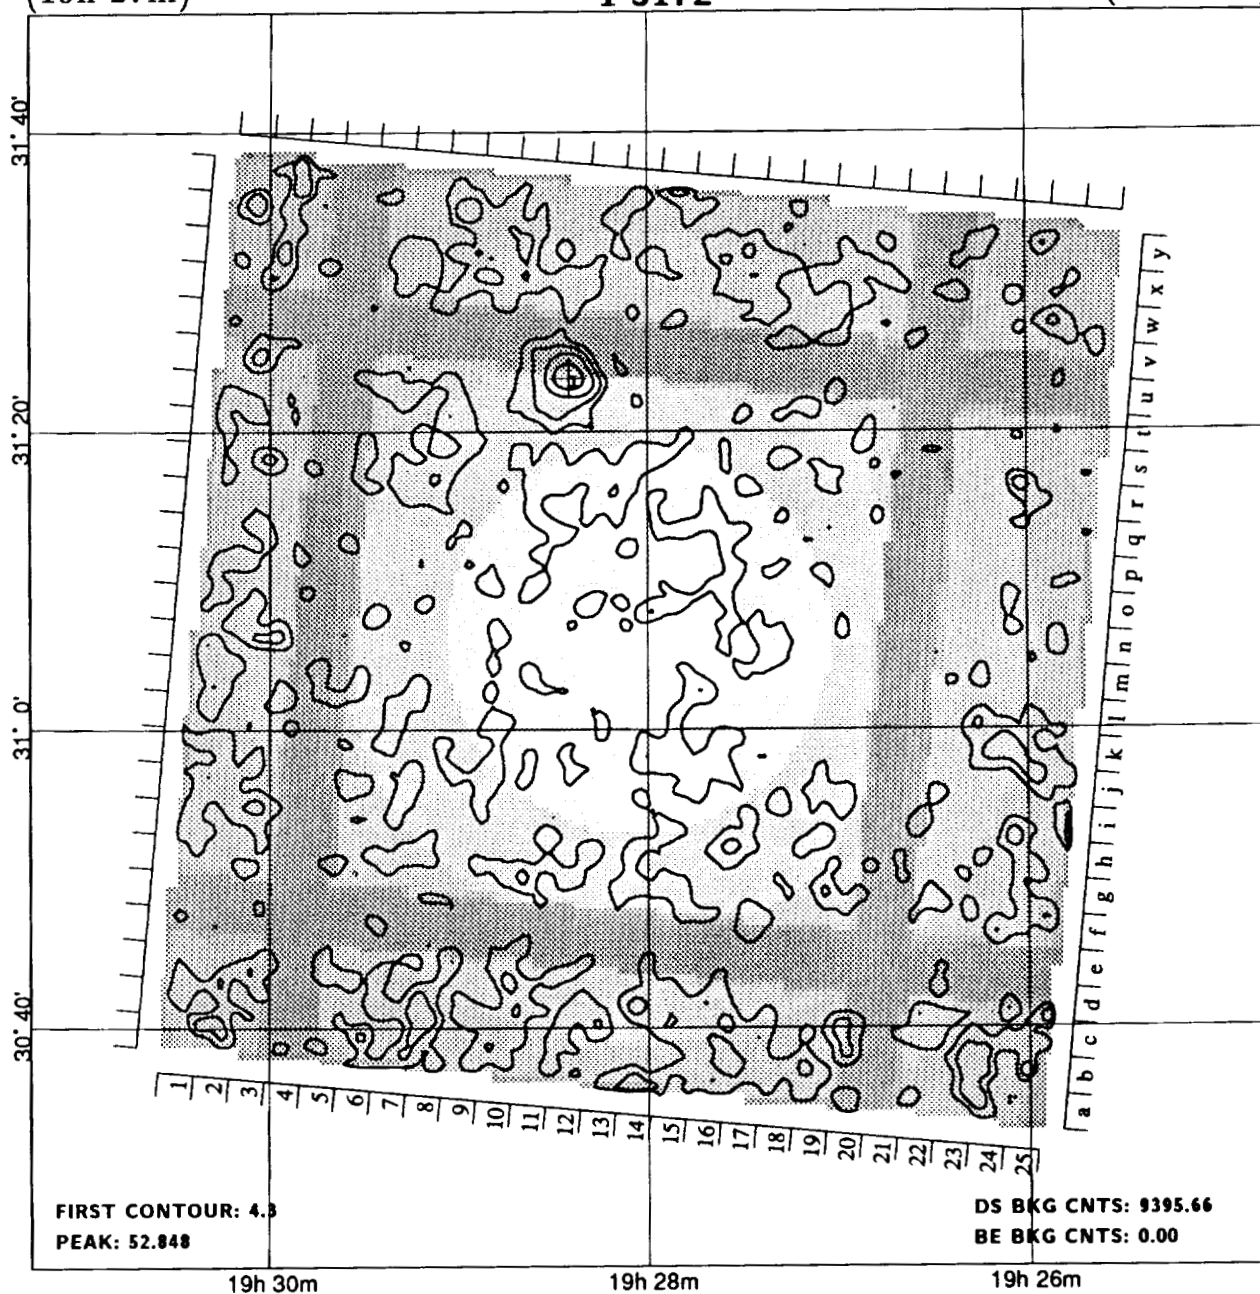 31° 40'
31° 20'
31° 0'
30° 40'
y
x
w
v
u
t
s
r
q
p
o
n
m
l
k
j
i
h
g
f
e
d
c
b
a
1 2 3 4 5 6 7 8 9 10 11 12 13 14 15 16 17 18 19 20 21 22 23 24 25
FIRST CONTOUR: 4.3
PEAK: 52.848
DS BKG CNTS: 9395.66
BE BKG CNTS: 0.00
19h 30m 19h 28m 19h 26m